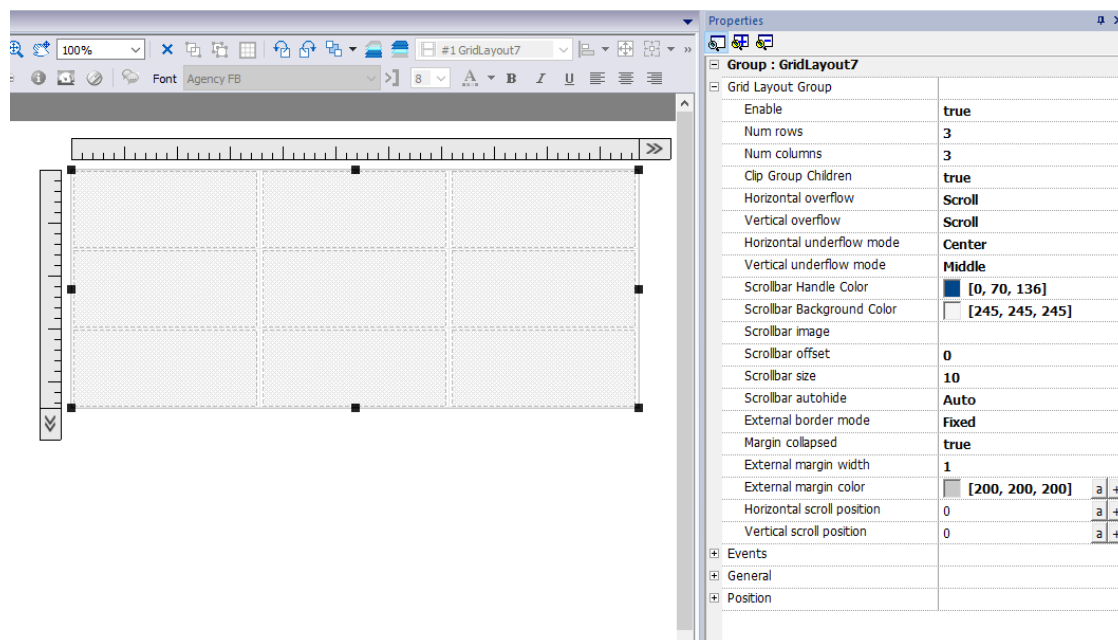 Properties
100%
#1 GridLayout7
Font
Agency FB
8
A
B
I
U
Group : GridLayout7
Grid Layout Group
Enable
true
Num rows
3
Num columns
3
Clip Group Children
true
Horizontal overflow
Scroll
Vertical overflow
Scroll
Horizontal underflow mode
Center
Vertical underflow mode
Middle
Scrollbar Handle Color
[0, 70, 136]
Scrollbar Background Color
[245, 245, 245]
Scrollbar image
Scrollbar offset
0
Scrollbar size
10
Scrollbar autohide
Auto
External border mode
Fixed
Margin collapsed
true
External margin width
1
External margin color
[200, 200, 200]
a +
Horizontal scroll position
0
a +
Vertical scroll position
0
a +
Events
General
Position